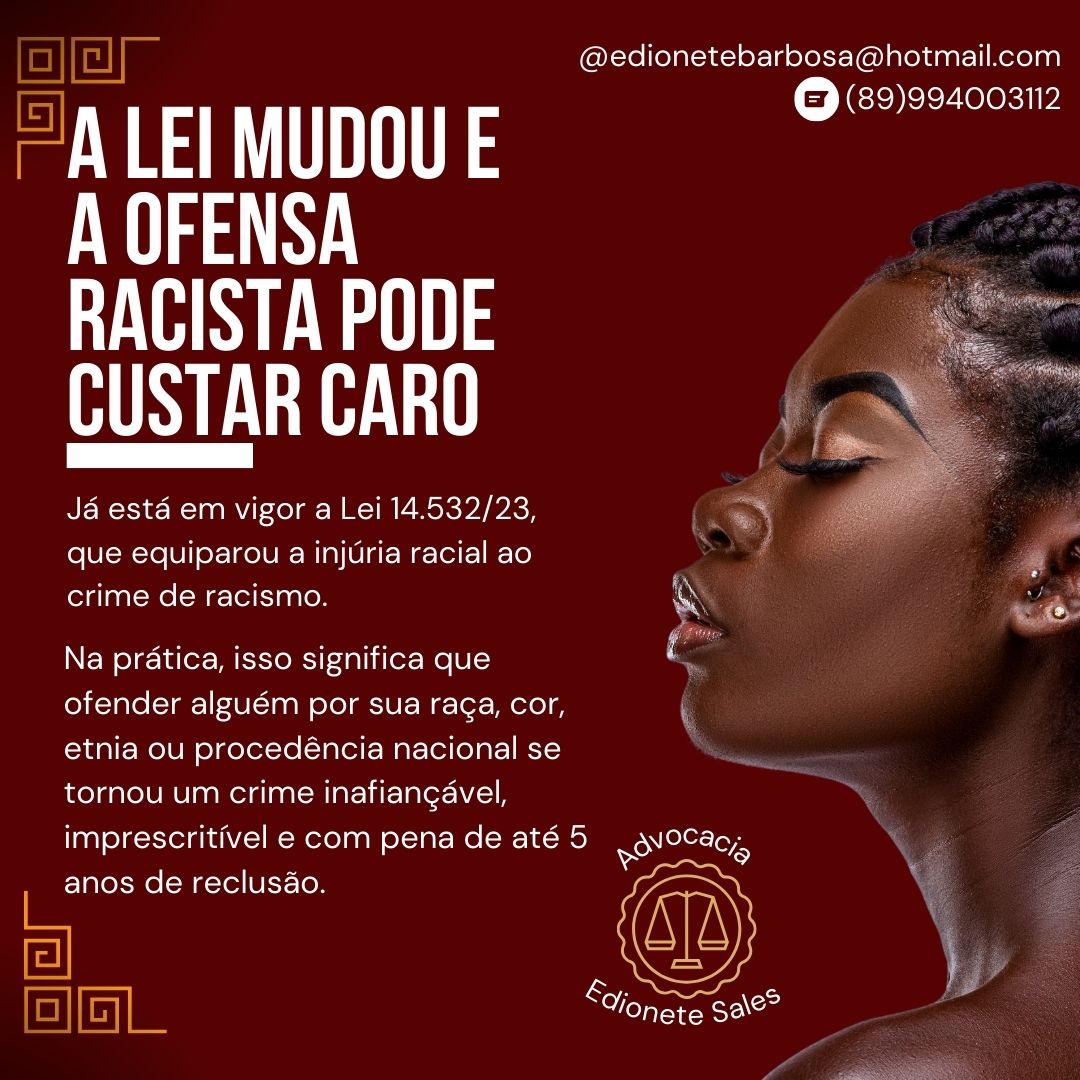 @edionetebarbosa@hotmail.com
(89)994003112
A LEI MUDOU E
A OFENSA
RACISTA PODE
CUSTAR CARO
Já está em vigor a Lei 14.532/23,
que equiparou a injúria racial ao
crime de racismo.
Na prática, isso significa que
ofender alguém por sua raça, cor,
etnia ou procedência nacional se
tornou um crime inafiançável,
imprescritível e com pena de até 5
anos de reclusão.
Advocacia
Edionete Sales